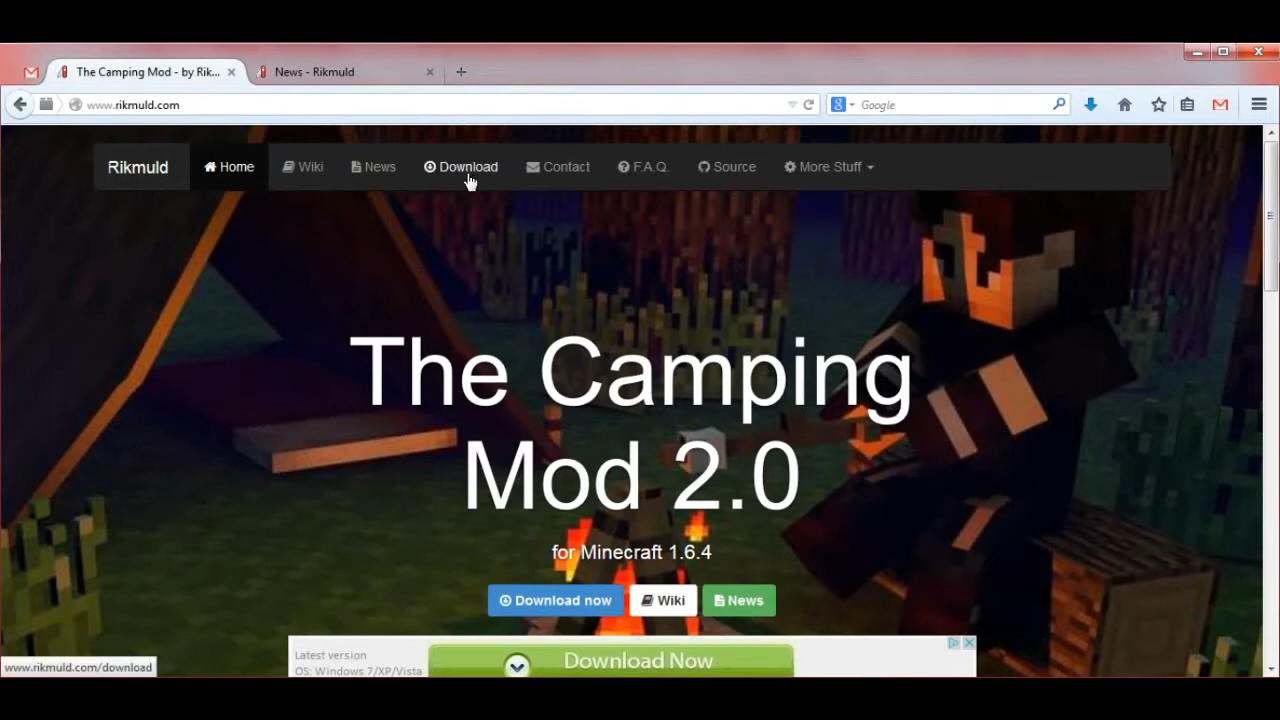 The Camping Mod - by Rik...
News - Rikmuld
www.rikmuld.com
Google
Rikmuld
Home
Wiki
News
Download
Contact
F.A.Q.
Source
More Stuff
The Camping
Mod 2.0
for Minecraft 1.6.4
Download now
Wiki
News
Latest version
OS: Windows 7/XP/Vista
Download Now
www.rikmuld.com/download